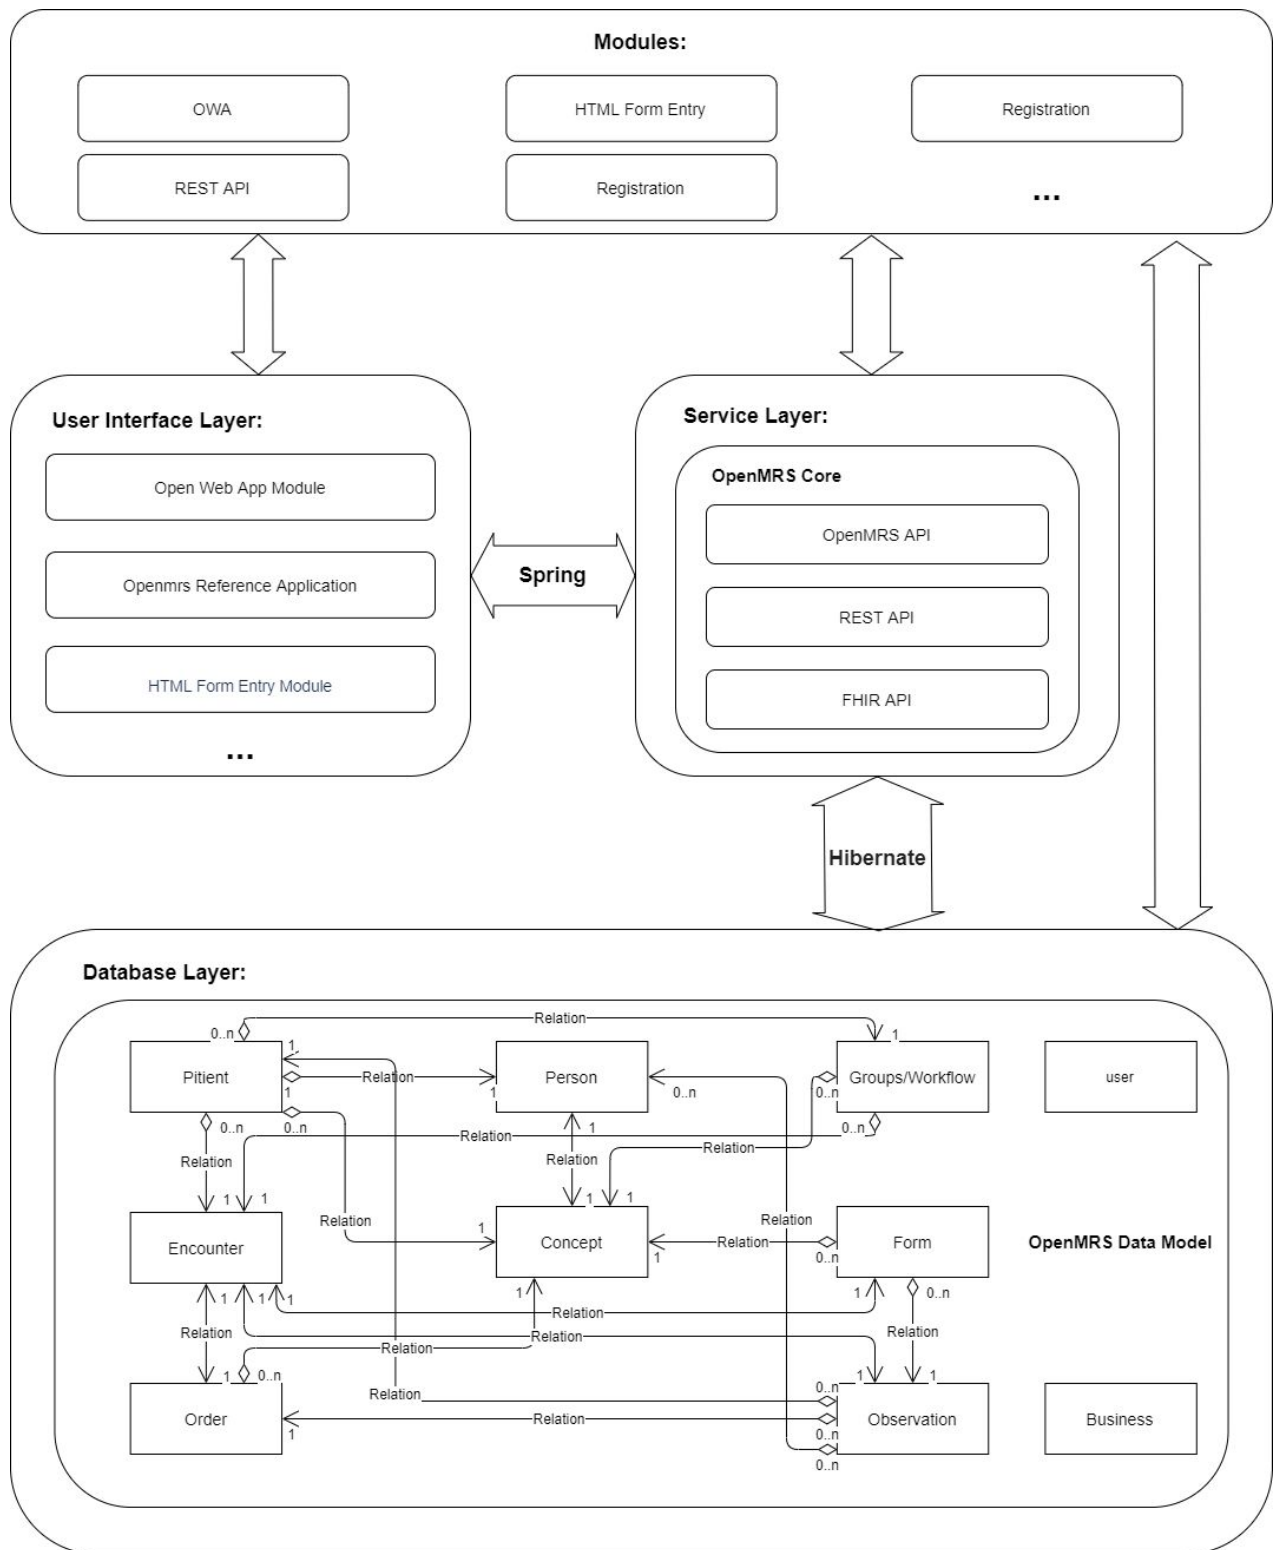 Modules:
OWA
HTML Form Entry
Registration
REST API
Registration
...
User Interface Layer:
Open Web App Module
Openmrs Reference Application
HTML Form Entry Module
...
Spring
Service Layer:
OpenMRS Core
OpenMRS API
REST API
FHIR API
Hibernate
Database Layer:
Relation
0..n
1
1
Pitient
Relation
Person
Groups/Workflow
user
1
1
0..n
0..n
0..n
0..n
1
0..n
Relation
Relation
Relation
Relation
1
1
Relation
Relation
1
1
1
Encounter
Concept
Relation
Form
OpenMRS Data Model
1
0..n
1
1
1
1
1
0..n
Relation
Relation
Relation
Relation
Relation
1
0..n
1
1
Relation
0..n
Order
Relation
Observation
Business
1
0..n
0..n